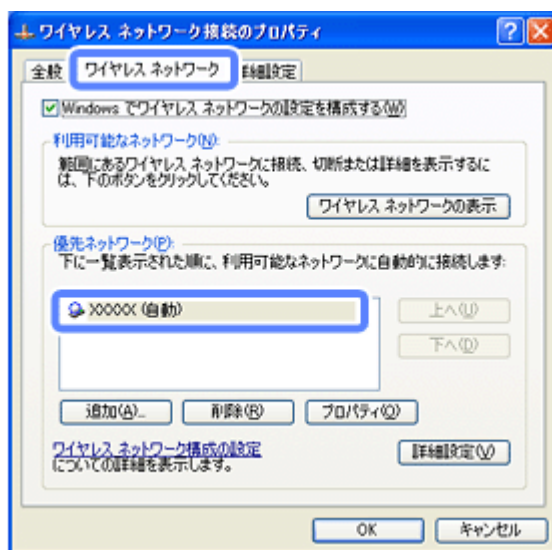 ワイヤレス ネットワーク接続のプロパティ
全般 ワイヤレス ネットワーク 詳細設定
Windows でワイヤレス ネットワークの設定を構成する(W)
利用可能なネットワーク(N):
範囲にあるワイヤレス ネットワークに接続、切断または詳細を表示するに
は、下のボタンをクリックしてください。
ワイヤレス ネットワークの表示
優先ネットワーク(P):
下に一覧表示された順に、利用可能なネットワークに自動的に接続します:
XXXXX (自動)
上へ(U)
下へ(D)
追加(A)... 削除(R) プロパティ(O)
ワイヤレス ネットワーク構成の設定
についての詳細を表示します。
詳細設定(V)
OK キャンセル